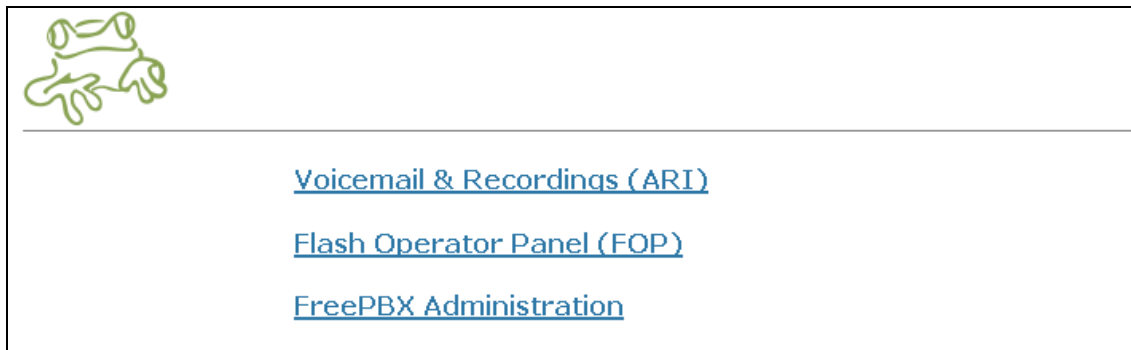 Voicemail & Recordings (ARI)
Flash Operator Panel (FOP)
FreePBX Administration